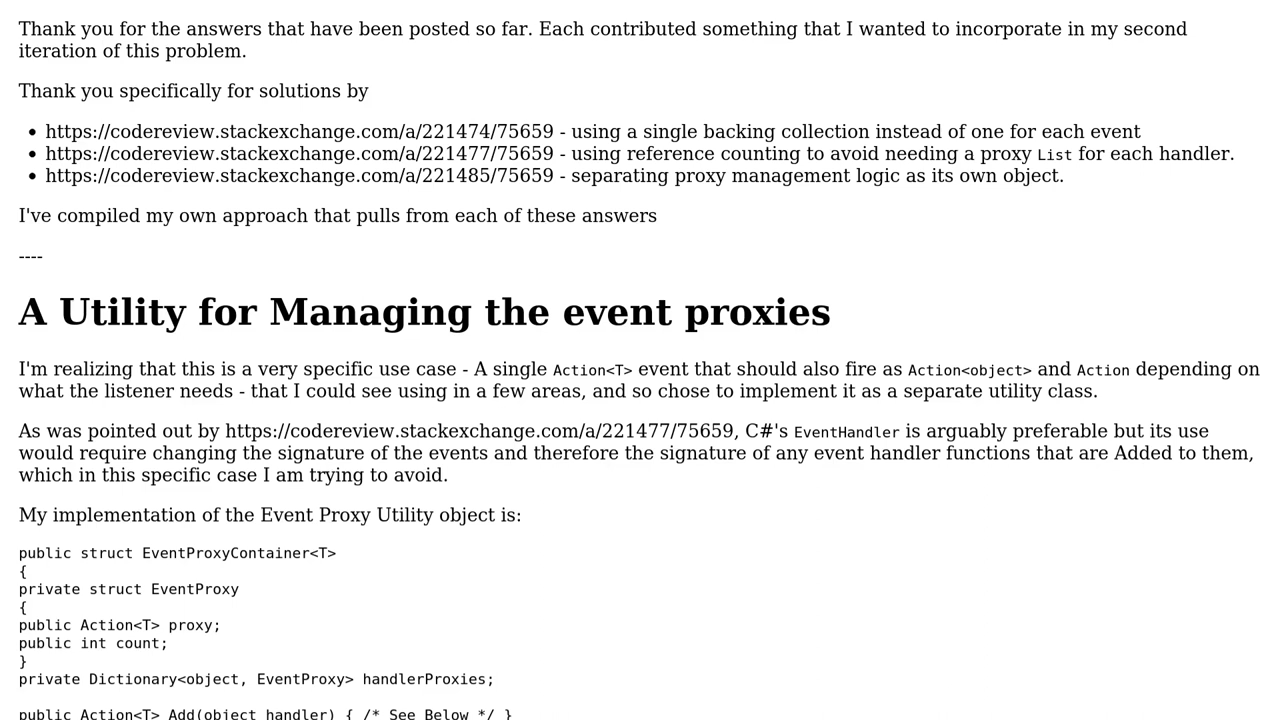 Thank you for the answers that have been posted so far. Each contributed something that I wanted to incorporate in my second
iteration of this problem.
Thank you specifically for solutions by
• https://codereview.stackexchange.com/a/221474/75659 - using a single backing collection instead of one for each event
• https://codereview.stackexchange.com/a/221477/75659 - using reference counting to avoid needing a proxy List for each handler.
• https://codereview.stackexchange.com/a/221485/75659 - separating proxy management logic as its own object.
I've compiled my own approach that pulls from each of these answers
----
A Utility for Managing the event proxies
I'm realizing that this is a very specific use case - A single Action<T> event that should also fire as Action<object> and Action depending on
what the listener needs - that I could see using in a few areas, and so chose to implement it as a separate utility class.
As was pointed out by https://codereview.stackexchange.com/a/221477/75659, C#'s EventHandler is arguably preferable but its use
would require changing the signature of the events and therefore the signature of any event handler functions that are Added to them,
which in this specific case I am trying to avoid.
My implementation of the Event Proxy Utility object is:
public struct EventProxyContainer<T>
{
private struct EventProxy
{
public Action<T> proxy;
public int count;
}
private Dictionary<object, EventProxy> handlerProxies;
public Action<T> Add(object handler) { /* See Below */ }